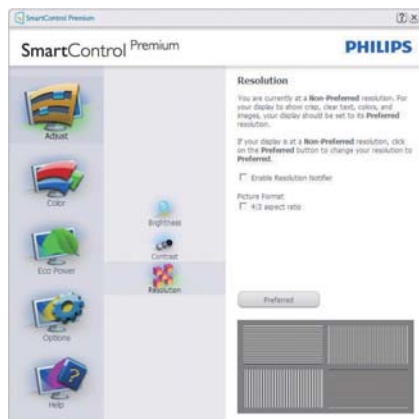 SmartControl Premium
SmartControl Premium
PHILIPS
Adjust
Color
Eco Power
Options
Help
Brightness
Contrast
Resolution
Resolution
You are currently at a Non-Preferred resolution. For
your display to show crisp, clear text, colors, and
images, your display should be set to its Preferred
resolution.
If your display is at a Non-Preferred resolution, click
on the Preferred button to change your resolution to
Preferred.
Enable Resolution Notifier
Picture Format
4:3 aspect ratio
Preferred